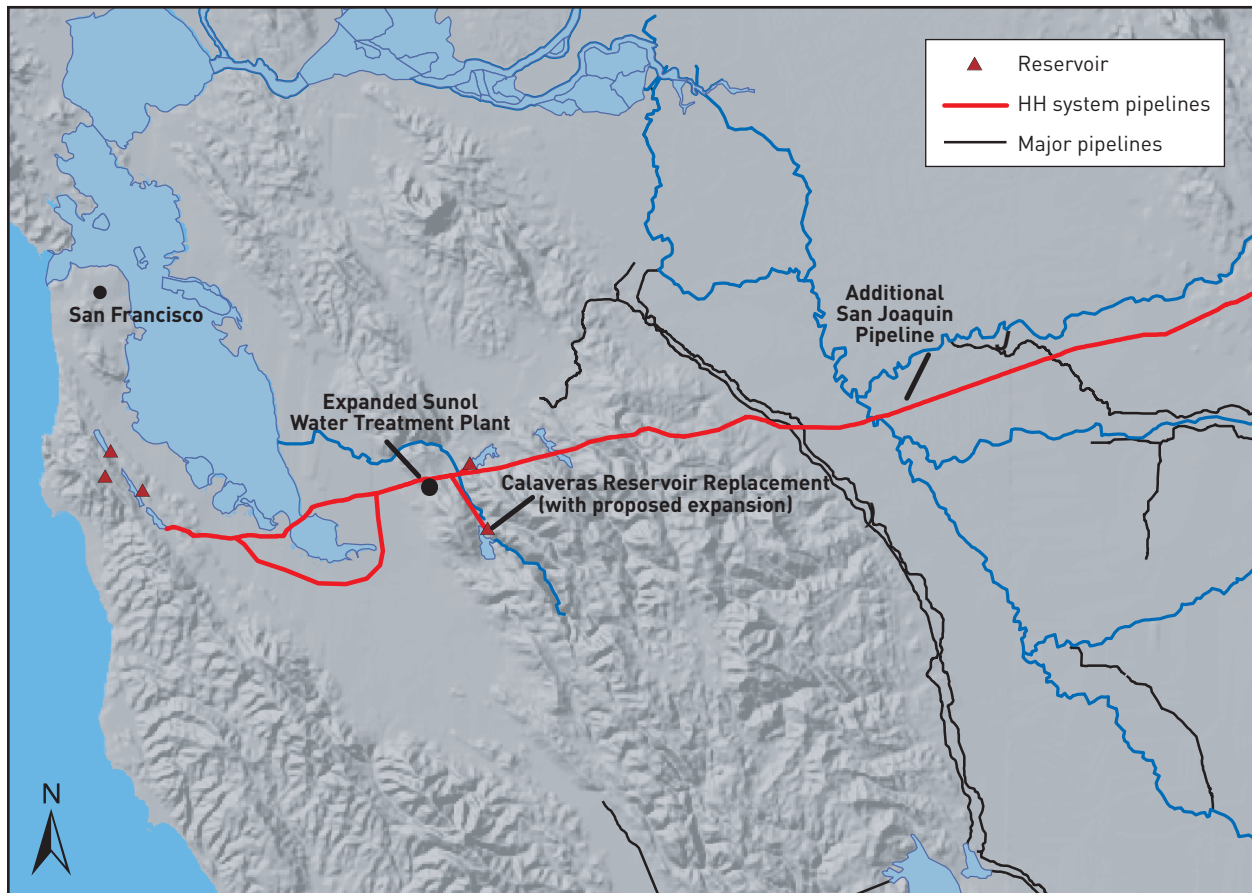 Reservoir
HH system pipelines
Major pipelines
San Francisco
Additional
San Joaquin
Pipeline
Expanded Sunol
Water Treatment Plant
Calaveras Reservoir Replacement
(with proposed expansion)
N